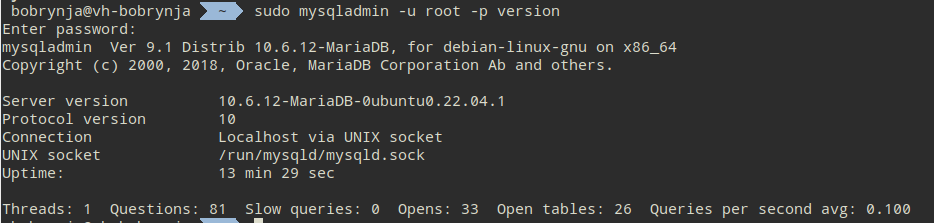 bobrynja@vh-bobrynja ~ sudo mysqladmin -u root -p version
Enter password:
mysqladmin  Ver 9.1 Distrib 10.6.12-MariaDB, for debian-linux-gnu on x86_64
Copyright (c) 2000, 2018, Oracle, MariaDB Corporation Ab and others.

Server version          10.6.12-MariaDB-0ubuntu0.22.04.1
Protocol version        10
Connection              Localhost via UNIX socket
UNIX socket             /run/mysqld/mysqld.sock
Uptime:                 13 min 29 sec

Threads: 1  Questions: 81  Slow queries: 0  Opens: 33  Open tables: 26  Queries per second avg: 0.100